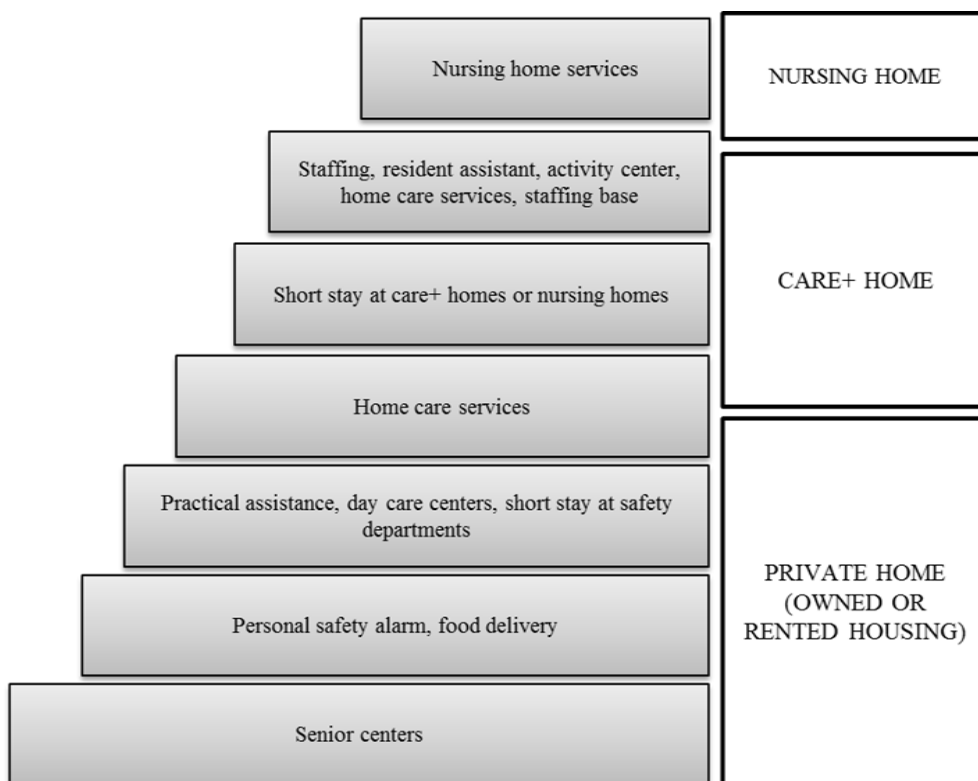 Nursing home services
NURSING HOME
Staffing, resident assistant, activity center,
home care services, staffing base
CARE+ HOME
Short stay at care+ homes or nursing homes
Home care services
Practical assistance, day care centers, short stay at safety
departments
PRIVATE HOME
(OWNED OR
RENTED HOUSING)
Personal safety alarm, food delivery
Senior centers